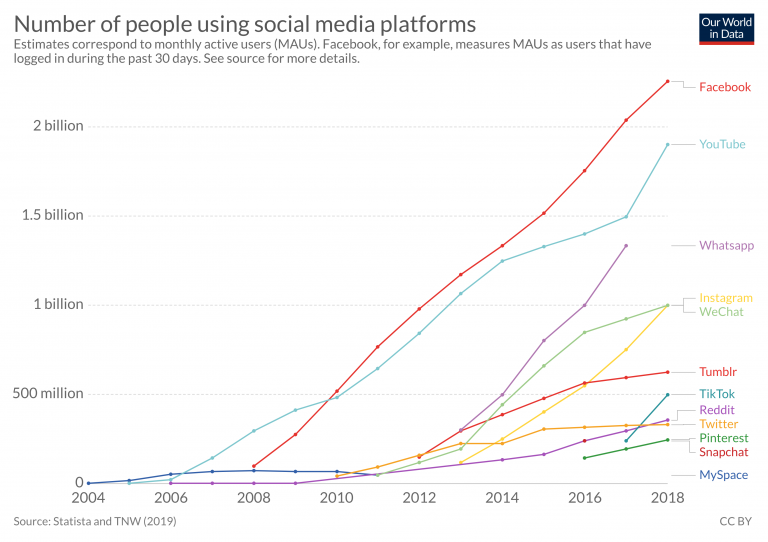 Number of people using social media platforms
Estimates correspond to monthly active users (MAUs). Facebook, for example, measures MAUs as users that have
logged in during the past 30 days. See source for more details.
Our World
in Data
2 billion
1.5 billion
1 billion
500 million
0
2004
2006
2008
2010
2012
2014
2016
2018
Facebook
YouTube
Whatsapp
Instagram
WeChat
Tumblr
TikTok
Reddit
Twitter
Pinterest
Snapchat
MySpace
Source: Statista and TNW (2019)
CC BY